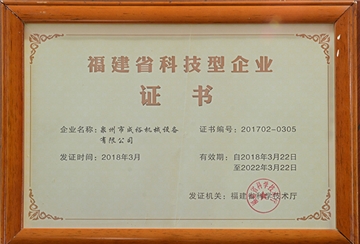 福建省科技型企业
证书
企业名称：泉州市成裕机械设备 证书编号：201702-0305
有限公司
发证时间：2018年3月 有效期：自2018年3月22日
至2022年3月22日
发证机关：福建省科学技术厅